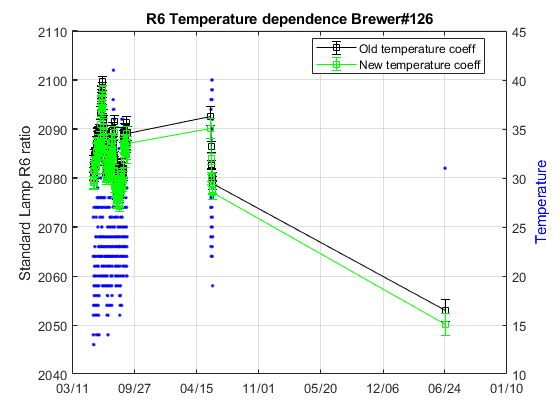 R6 Temperature dependence Brewer#126
Old temperature coeff
New temperature coeff
Standard Lamp R6 ratio
2110
2100
2090
2080
2070
2060
2050
2040
45
40
35
30
25
20
15
10
Temperature
03/11 09/27 04/15 11/01 05/20 12/06 06/24 01/10